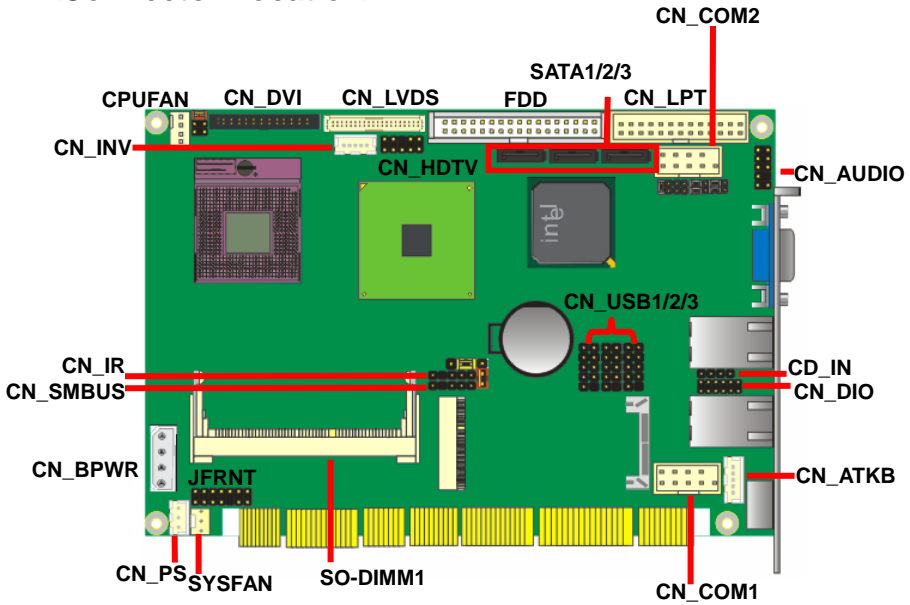 CN_COM2
SATA1/2/3
CPUFAN
CN_DVI
CN_LVDS
FDD
CN_LPT
CN_INV
CN_HDTV
CN_AUDIO
intel
CN_USB1/2/3
CN_IR
CN_SMBUS
CD_IN
CN_DIO
CN_BPWR
JFRNT
CN_ATKB
CN_PS
SYSFAN
SO-DIMM1
CN_COM1